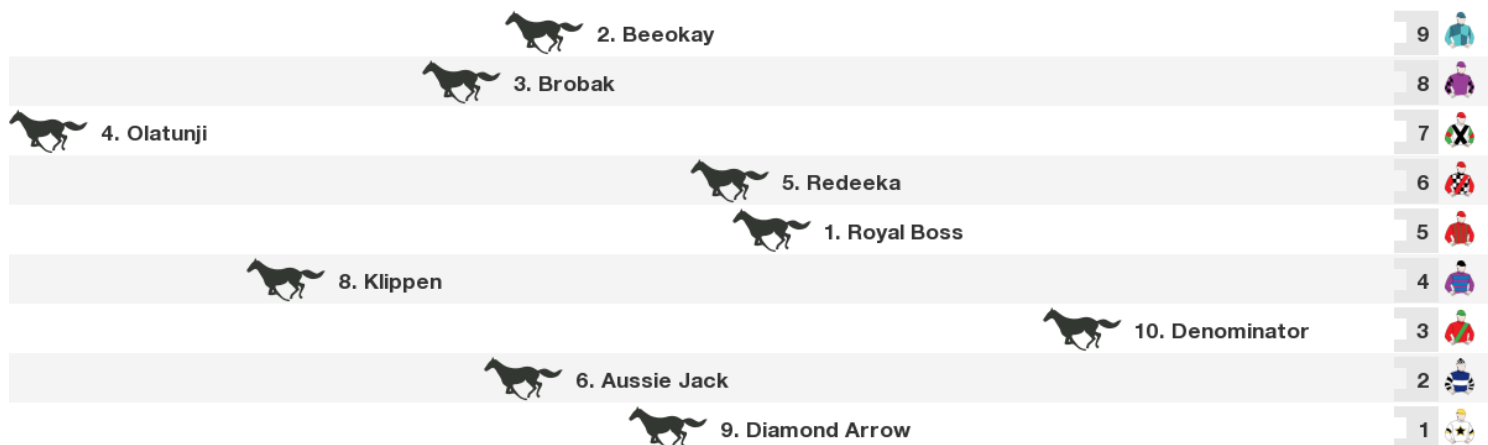 2. Beeokay 9
3. Brobak 8
4. Olatunji 7
5. Redeeka 6
1. Royal Boss 5
8. Klippen 4
10. Denominator 3
6. Aussie Jack 2
9. Diamond Arrow 1